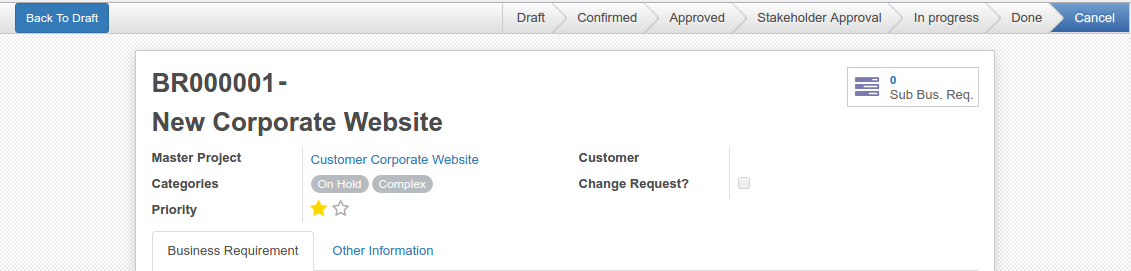 Back To Draft Draft Confirmed Approved Stakeholder Approval In progress Done Cancel
BR000001-
0
Sub Bus. Req.
New Corporate Website
Master Project Customer Corporate Website Customer
Categories On Hold Complex Change Request?
Priority
Business Requirement Other Information